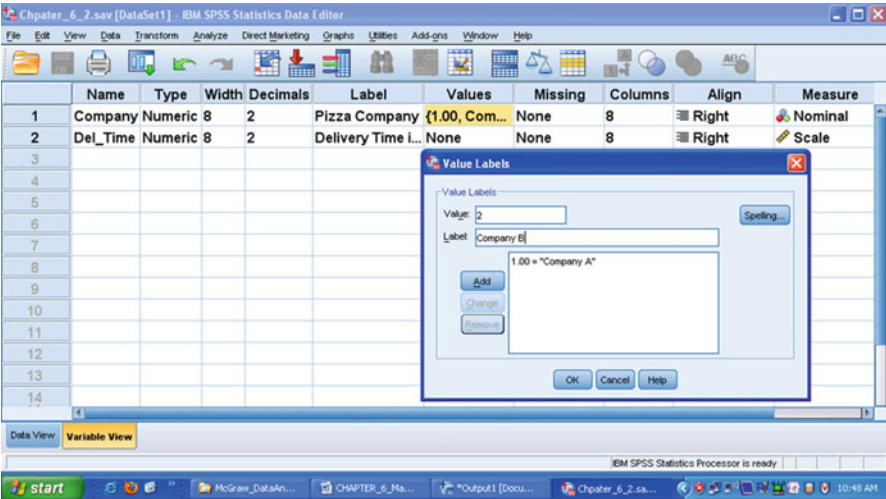 Chpater_6_2.sav [DataSet1] - IBM SPSS Statistics Data Editor
File Edit View Data Transform Analyze Direct Marketing Graphs Utilities Add-ons Window Help
Name Type Width Decimals Label Values Missing Columns Align Measure
1 Company Numeric 8 2 Pizza Company {1.00, Com... None 8 Right Nominal
2 Del_Time Numeric 8 2 Delivery Time i... None None 8 Right Scale
3
4
5
6
7
8
9
10
11
12
13
14
Value Labels
Value Labels
Value: 2
Spelling...
Label: Company B
1.00 = "Company A"
Add
Change
Remove
OK Cancel Help
Data View Variable View
IBM SPSS Statistics Processor is ready
start McGraw_DataAn... CHAPTER_6_Ma... *Output1 [Docu... Chpater_6_2.sa... 10:48 AM